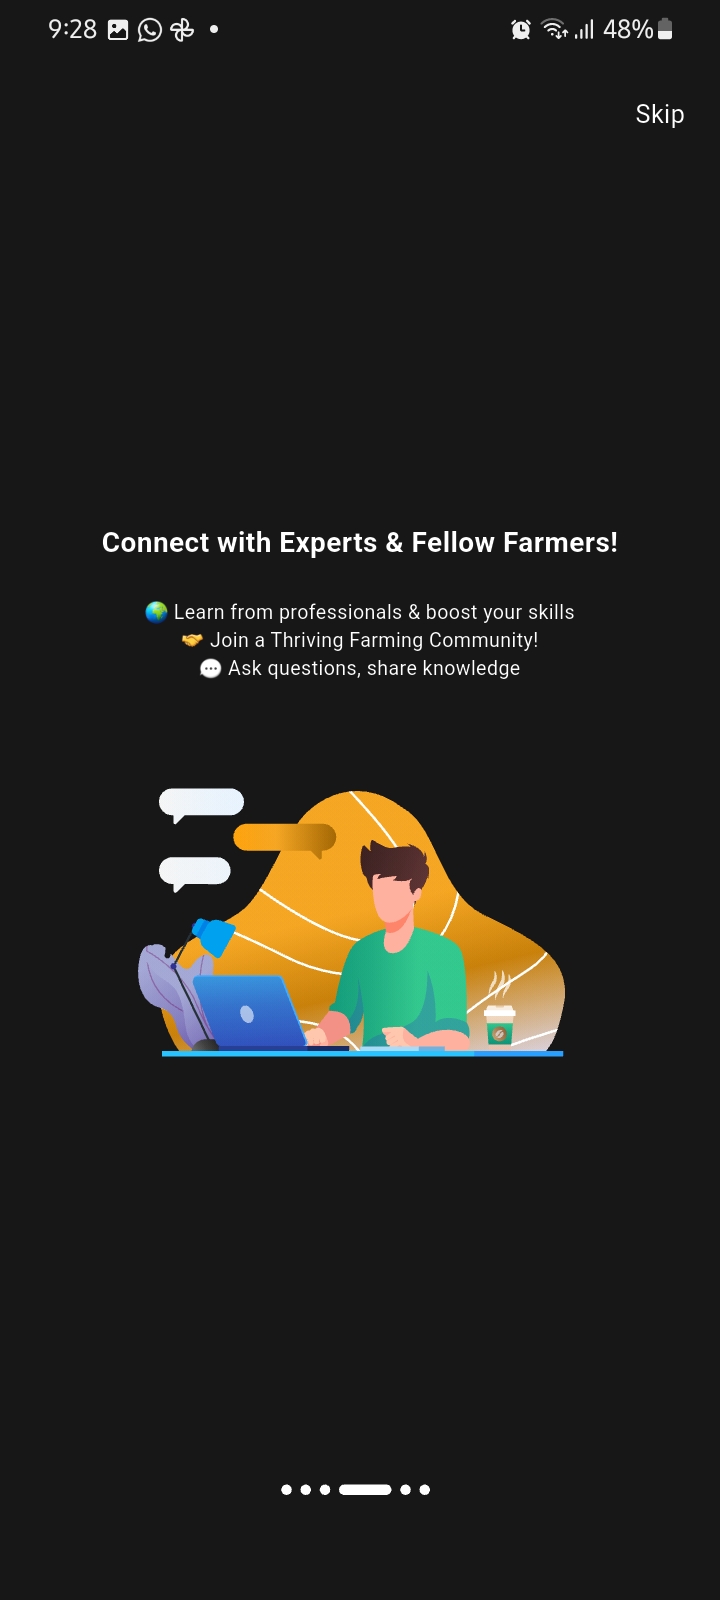 9:28
48%
Skip
Connect with Experts & Fellow Farmers!
🌍 Learn from professionals & boost your skills
🤝 Join a Thriving Farming Community!
💬 Ask questions, share knowledge